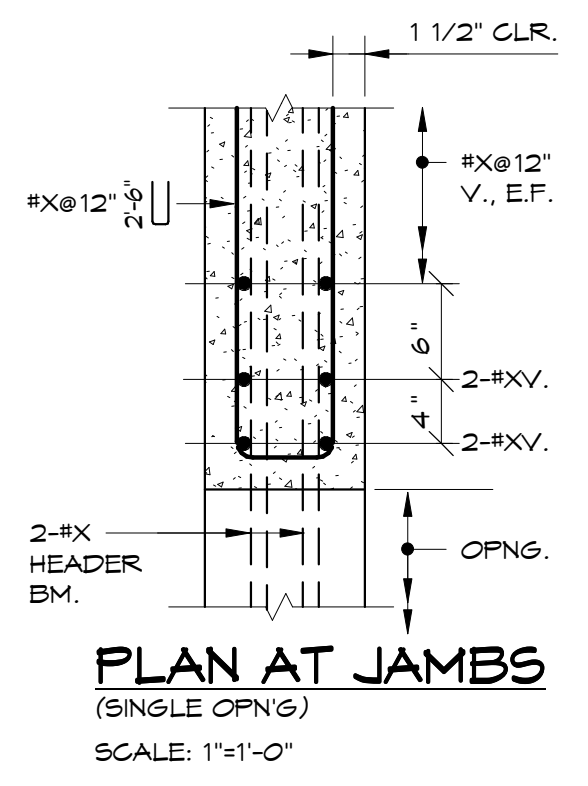 1 1/2" CLR.
#X@12"
V., E.F.
#X@12"
2'-6"
6"
2-#XV.
4"
2-#XV.
2-#X
HEADER
BM.
OPNG.
PLAN AT JAMBS
(SINGLE OPN'G)
SCALE: 1"=1'-0"